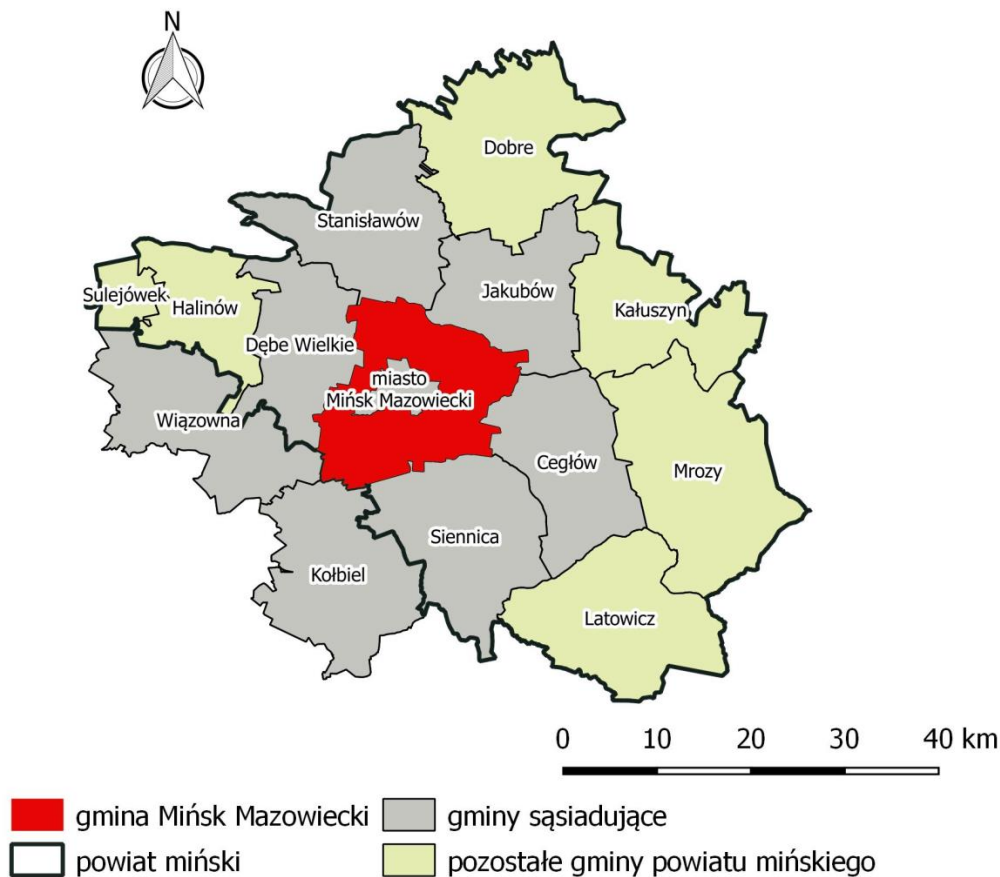 N
Dobre
Stanisławów
Sulejówek
Halinów
Jakubów
Kałuszyn
Dębe Wielkie
miasto
Mińsk Mazowiecki
Wiązowna
Cegłów
Mrozy
Siennica
Kołbiel
Latowicz
0 10 20 30 40 km
gmina Mińsk Mazowiecki
gminy sąsiadujące
powiat miński
pozostałe gminy powiatu mińskiego